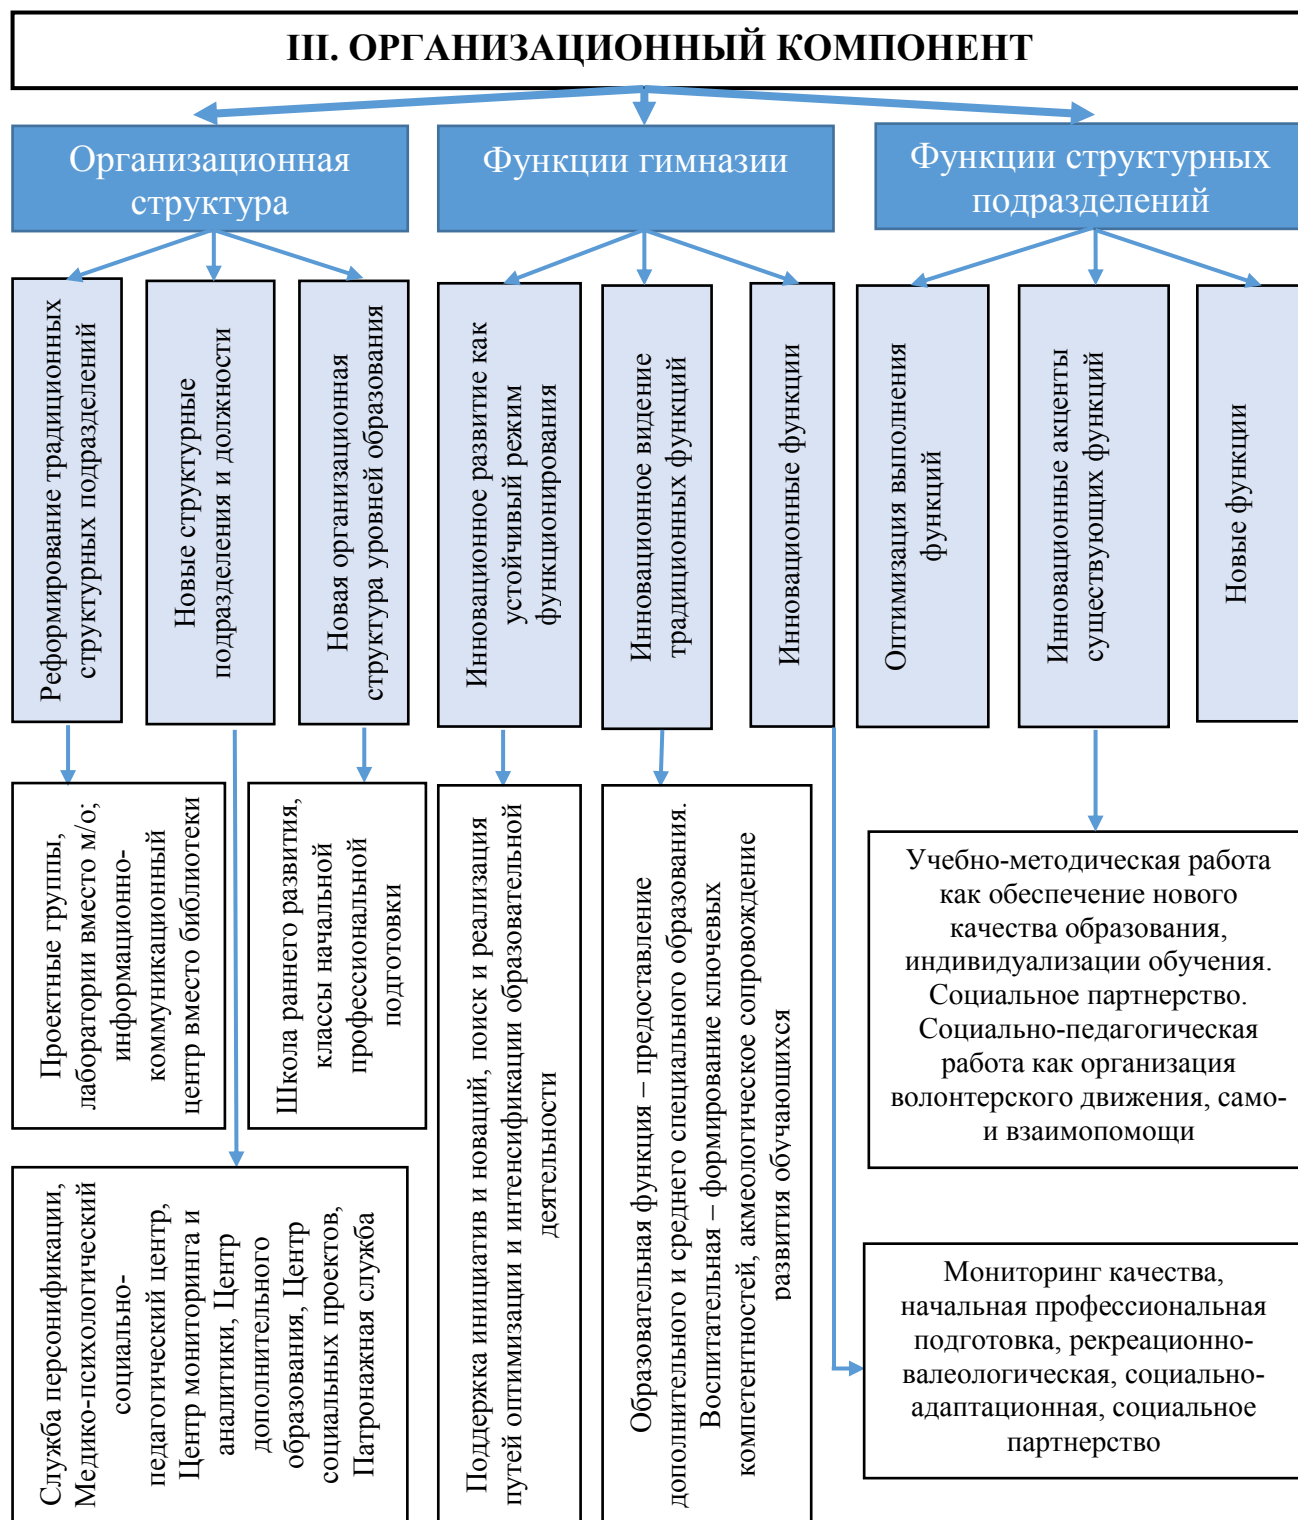 III. ОРГАНИЗАЦИОННЫЙ КОМПОНЕНТ
Организационная
структура
Функции гимназии
Функции структурных
подразделений
Реформирование традиционных
структурных подразделений
Новые структурные
подразделения и должности
Новая организационная
структура уровней образования
Инновационное развитие как
устойчивый режим
функционирования
Инновационное видение
традиционных функций
Инновационные функции
Оптимизация выполнения
функций
Инновационные акценты
существующих функций
Новые функции
Проектные группы,
лаборатории вместо м/о;
информационно-
коммуникационный
центр вместо библиотеки
Школа раннего развития,
классы начальной
профессиональной
подготовки
Поддержка инициатив и новаций, поиск и реализация
путей оптимизации и интенсификации образовательной
деятельности
Образовательная функция – предоставление
дополнительного и среднего специального образования.
Воспитательная – формирование ключевых
компетентностей, акмеологическое сопровождение
развития обучающихся
Учебно-методическая работа
как обеспечение нового
качества образования,
индивидуализации обучения.
Социальное партнерство.
Социально-педагогическая
работа как организация
волонтерского движения, само-
и взаимопомощи
Служба персонификации,
Медико-психологический
социально-
педагогический центр,
Центр мониторинга и
аналитики, Центр
дополнительного
образования, Центр
социальных проектов,
Патронажная служба
Мониторинг качества,
начальная профессиональная
подготовка, рекреационно-
валеологическая, социально-
адаптационная, социальное
партнерство